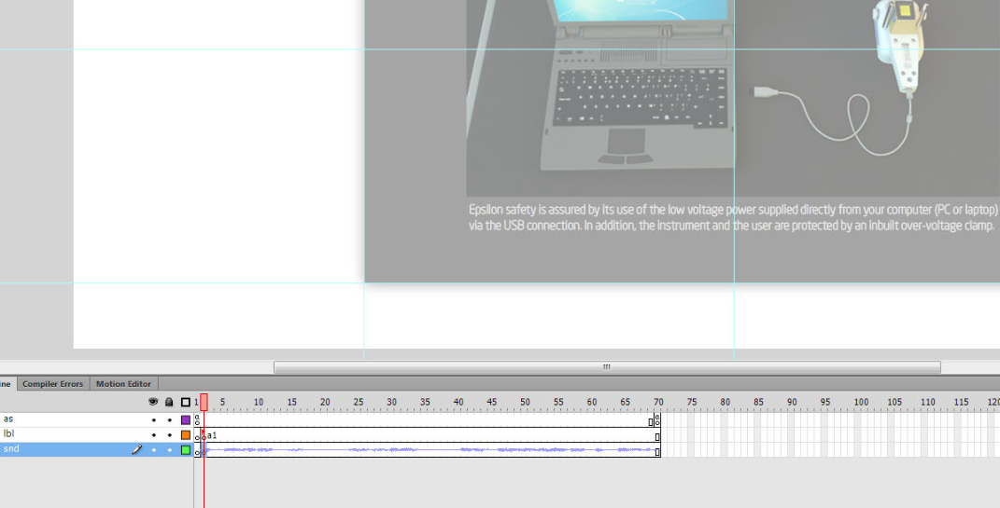 Epsilon safety is assured by its use of the low voltage power supplied directly from your computer (PC or laptop)
via the USB connection. In addition, the instrument and the user are protected by an inbuilt over-voltage clamp.
ine Compiler Errors Motion Editor
1 5 10 15 20 25 30 35 40 45 50 55 60 65 70 75 80 85 90 95 100 105 110 115 120
as a a
lbl a1
snd